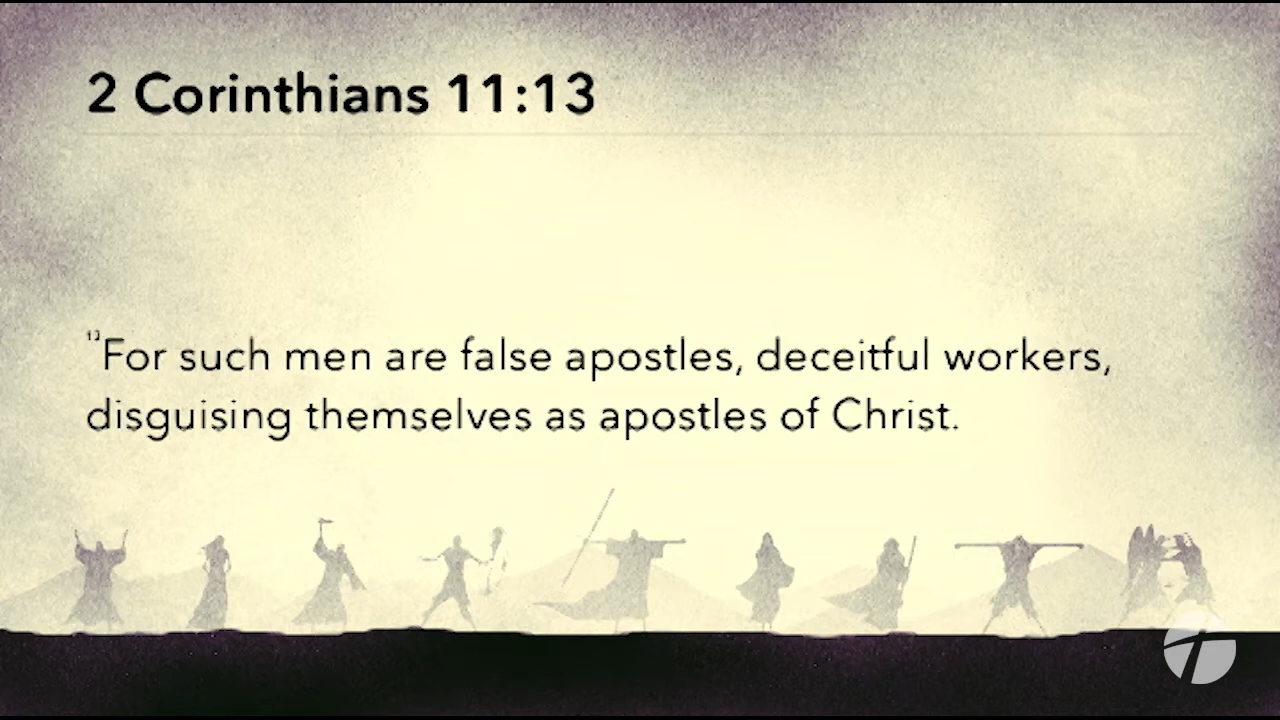 2 Corinthians 11:13
13For such men are false apostles, deceitful workers,
disguising themselves as apostles of Christ.